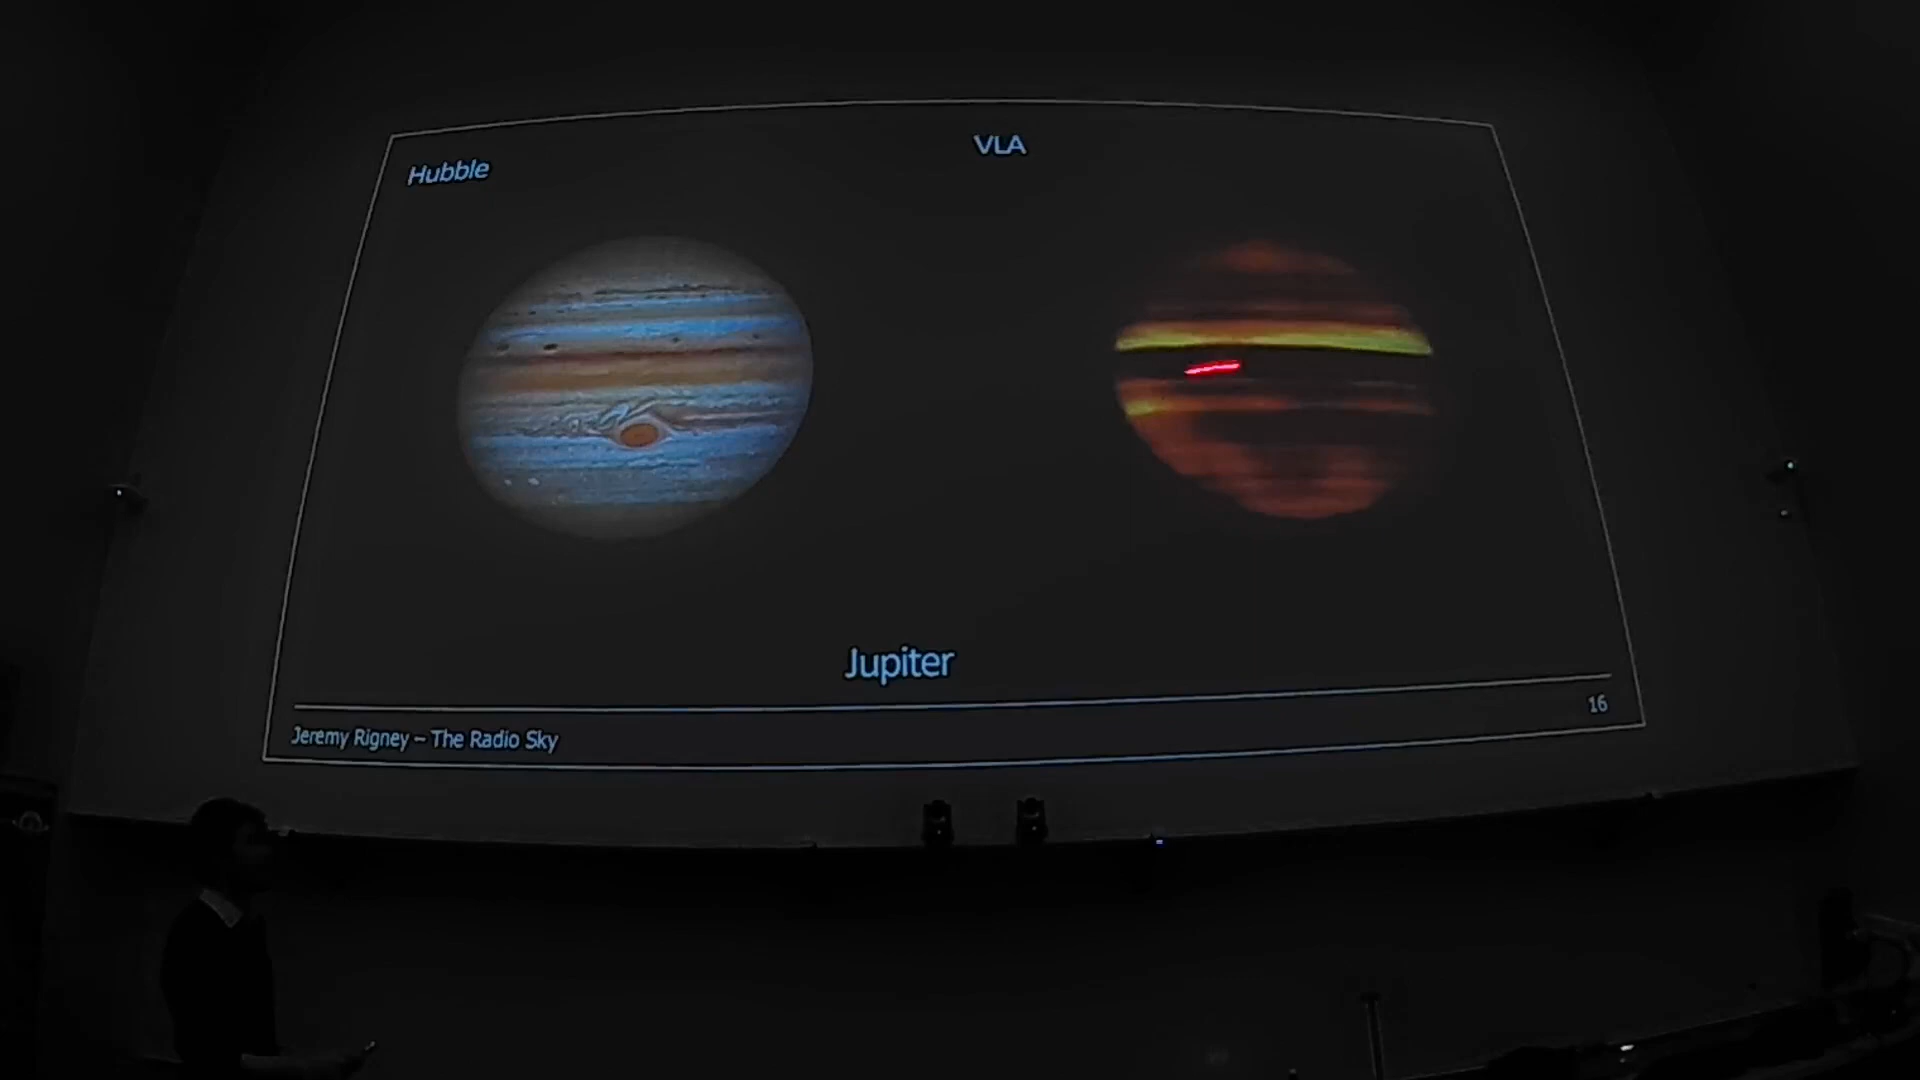 Hubble
VLA
Jupiter
Jeremy Rigney – The Radio Sky
16